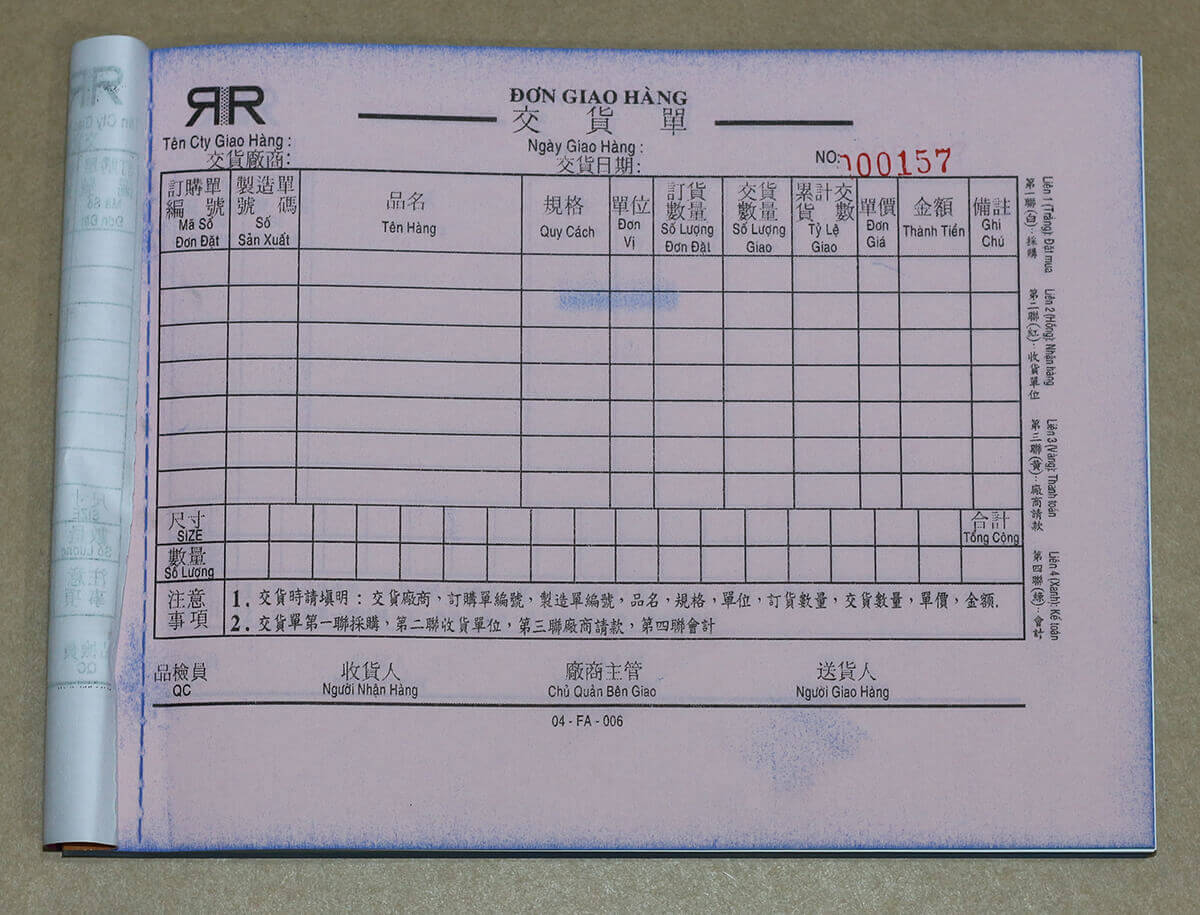 RR
ĐƠN GIAO HÀNG
交貨單
Tên Cty Giao Hàng :
交貨廠商:
Ngày Giao Hàng :
交貨日期:
NO: 000157
訂購單編號 Mã Số Đơn Đặt
製造單號碼 Số Sản Xuất
品名 Tên Hàng
規格 Quy Cách
單位 Đơn Vị
訂貨數量 Số Lượng Đơn Đặt
交貨數量 Số Lượng Giao
累計交貨數 Tỷ Lệ Giao
單價 Đơn Giá
金額 Thành Tiền
備註 Ghi Chú
尺寸 SIZE
合計 Tổng Cộng
數量 Số Lượng
注意事項
1. 交貨時請填明：交貨廠商，訂購單編號，製造單編號，品名，規格，單位，訂貨數量，交貨數量，單價，金額.
2. 交貨單第一聯採購，第二聯收貨單位，第三聯廠商請款，第四聯會計
品檢員 QC
收貨人 Người Nhận Hàng
廠商主管 Chủ Quản Bên Giao
送貨人 Người Giao Hàng
04 - FA - 006
Liên 1 (Trắng): Đặt mua
第一聯(白)：採購
Liên 2 (Hồng): Nhận hàng
第二聯(紅)：收貨單位
Liên 3 (Vàng): Thanh toán
第三聯(黃)：廠商請款
Liên 4 (Xanh): Kế toán
第四聯(綠)：會計